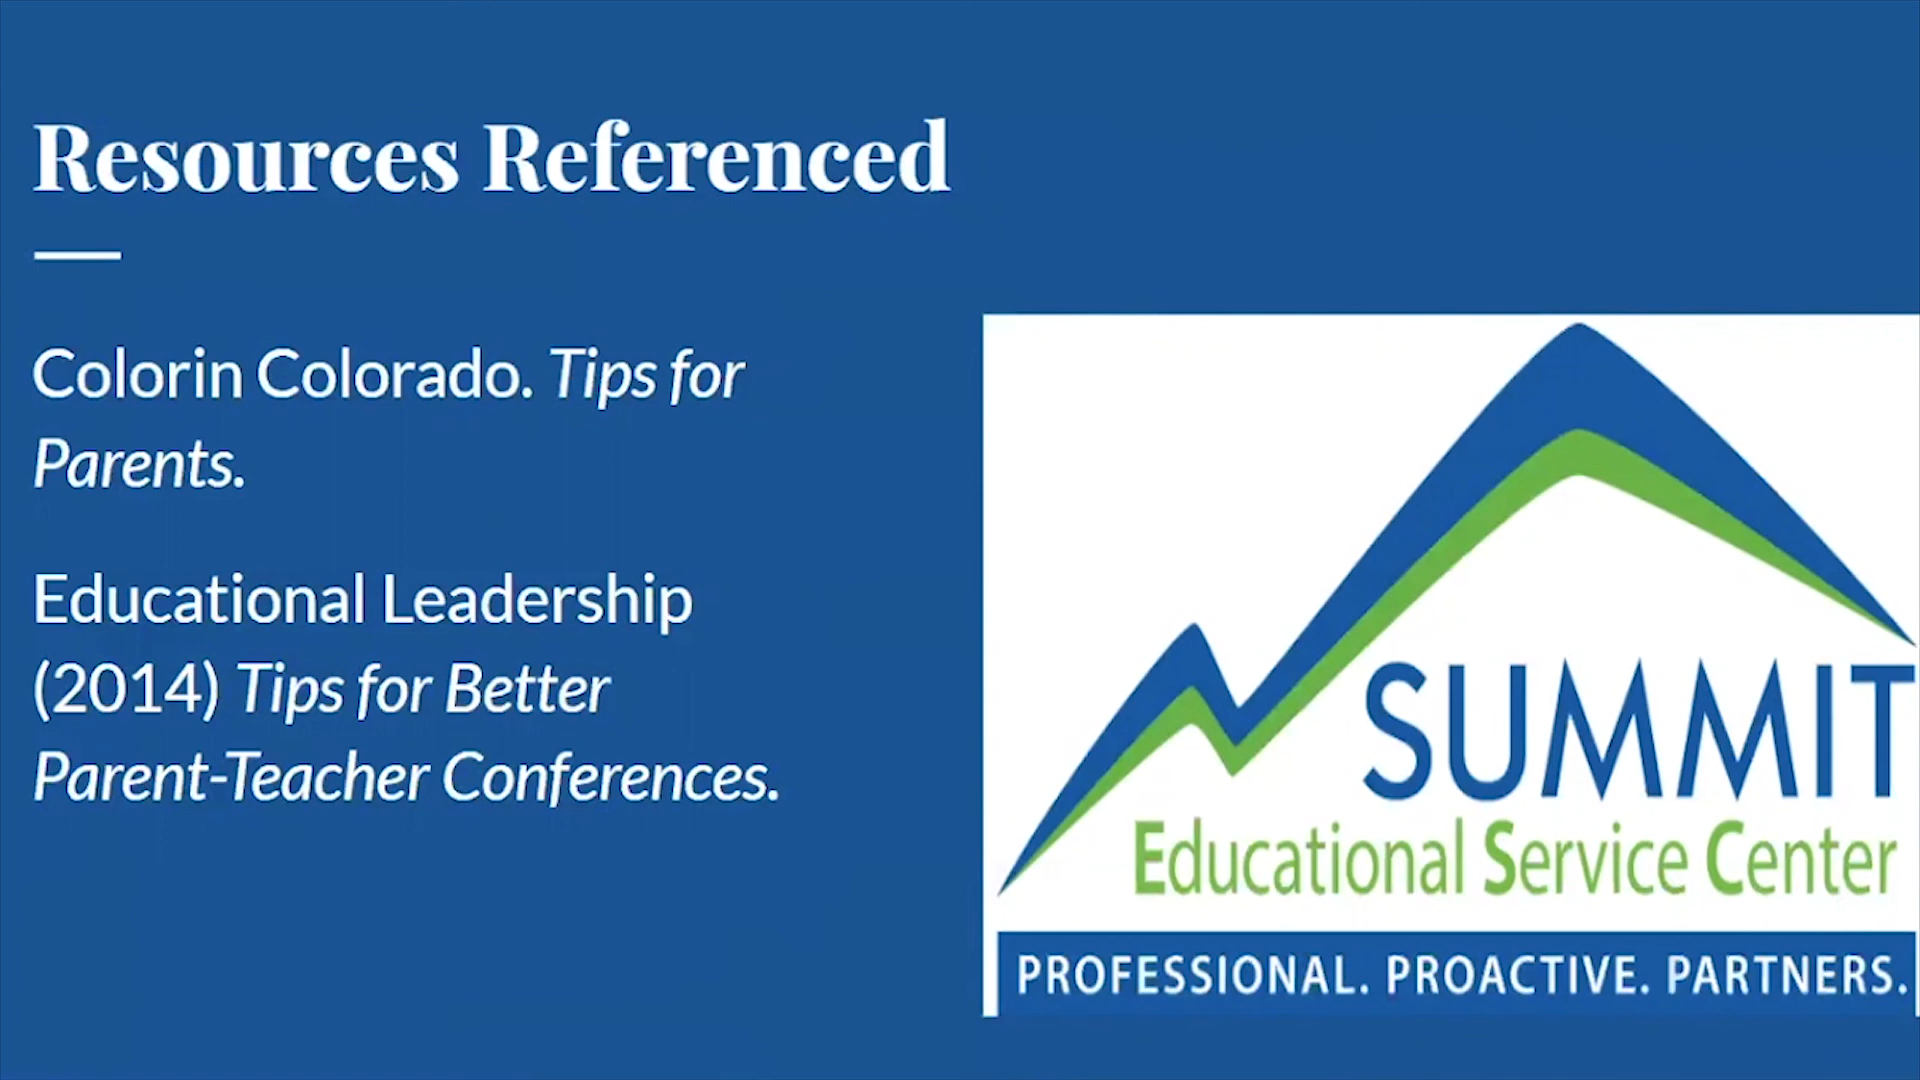 Resources Referenced
Colorin Colorado. Tips for
Parents.
Educational Leadership
(2014) Tips for Better
Parent-Teacher Conferences.
SUMMIT
Educational Service Center
PROFESSIONAL. PROACTIVE. PARTNERS.